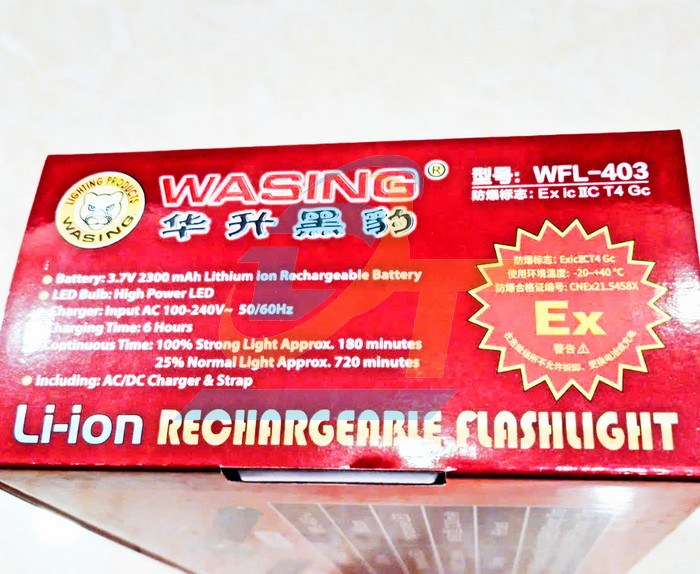 LIGHTING PRODUCTS
WASING
WASING®
华升黑豹
型号: WFL-403
防爆标志: Ex ic ⅡC T4 Gc
Battery: 3.7V 2300 mAh Lithium Ion Rechargeable Battery
LED Bulb: High Power LED
Charger: Input AC 100-240V~ 50/60Hz
Charging Time: 6 Hours
Continuous Time: 100% Strong Light Approx. 180 minutes
25% Normal Light Approx. 720 minutes
Including: AC/DC Charger & Strap
防爆标志: ExicⅡCT4 Gc
使用环境温度: -20~+40℃
防爆合格证编号: CNEx21.5458X
Ex
警告⚠
Li-ion RECHARGEABLE FLASHLIGHT